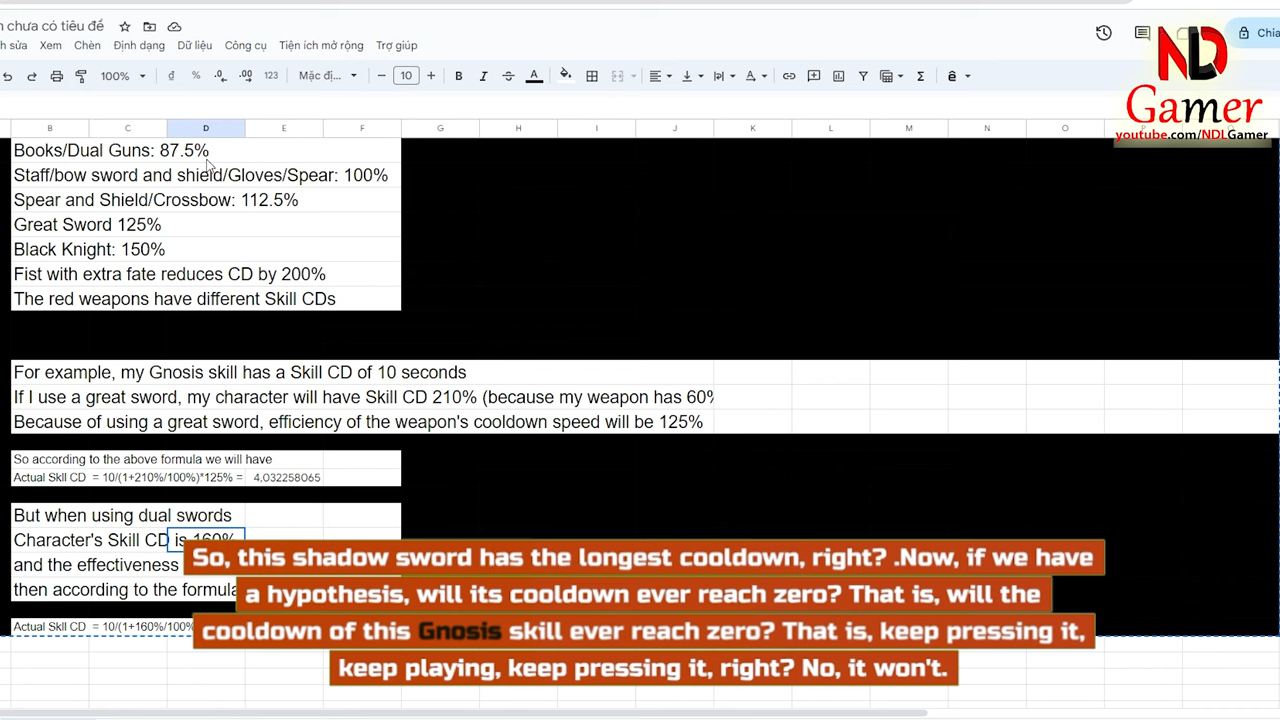 chưa có tiêu đề
sửa Xem Chèn Định dạng Dữ liệu Công cụ Tiện ích mở rộng Trợ giúp
NDL
Gamer
youtube.com/NDLGamer
100% đ % .0 .00 123 Mặc đị... − 10 + B I S A Σ
B C D E F G H I J K L M N O
Books/Dual Guns: 87.5%
Staff/bow sword and shield/Gloves/Spear: 100%
Spear and Shield/Crossbow: 112.5%
Great Sword 125%
Black Knight: 150%
Fist with extra fate reduces CD by 200%
The red weapons have different Skill CDs
For example, my Gnosis skill has a Skill CD of 10 seconds
If I use a great sword, my character will have Skill CD 210% (because my weapon has 60%
Because of using a great sword, efficiency of the weapon's cooldown speed will be 125%
So according to the above formula we will have
Actual Skll CD = 10/(1+210%/100%)*125% = 4,032258065
But when using dual swords
Character's Skill CD is 160%
and the effectiveness
then according to the formula
Actual Skll CD = 10/(1+160%/100%
So, this shadow sword has the longest cooldown, right? .Now, if we have
a hypothesis, will its cooldown ever reach zero? That is, will the
cooldown of this Gnosis skill ever reach zero? That is, keep pressing it,
keep playing, keep pressing it, right? No, it won't.